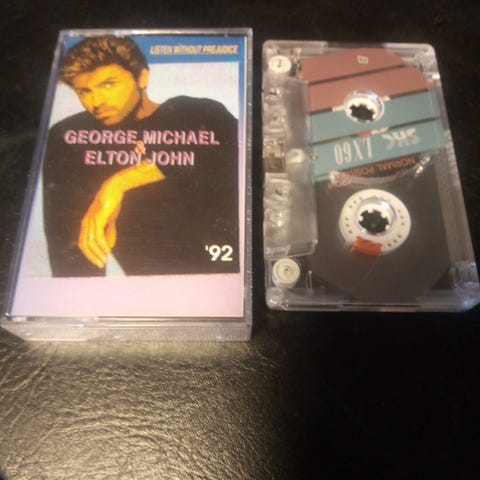 LISTEN WITHOUT PREJUDICE
GEORGE MICHAEL
&
ELTON JOHN
'92
B
SKC LX60
NORMAL POSITION